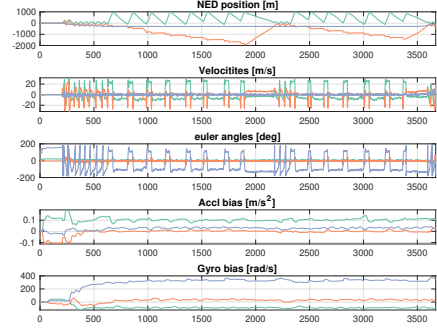 NED position [m]
1000
0
-1000
-2000
0 500 1000 1500 2000 2500 3000 3500
Velocitites [m/s]
20
0
-20
0 500 1000 1500 2000 2500 3000 3500
euler angles [deg]
200
0
-200
0 500 1000 1500 2000 2500 3000 3500
Accl bias [m/s²]
0.1
0
-0.1
0 500 1000 1500 2000 2500 3000 3500
Gyro bias [rad/s]
400
200
0
0 500 1000 1500 2000 2500 3000 3500